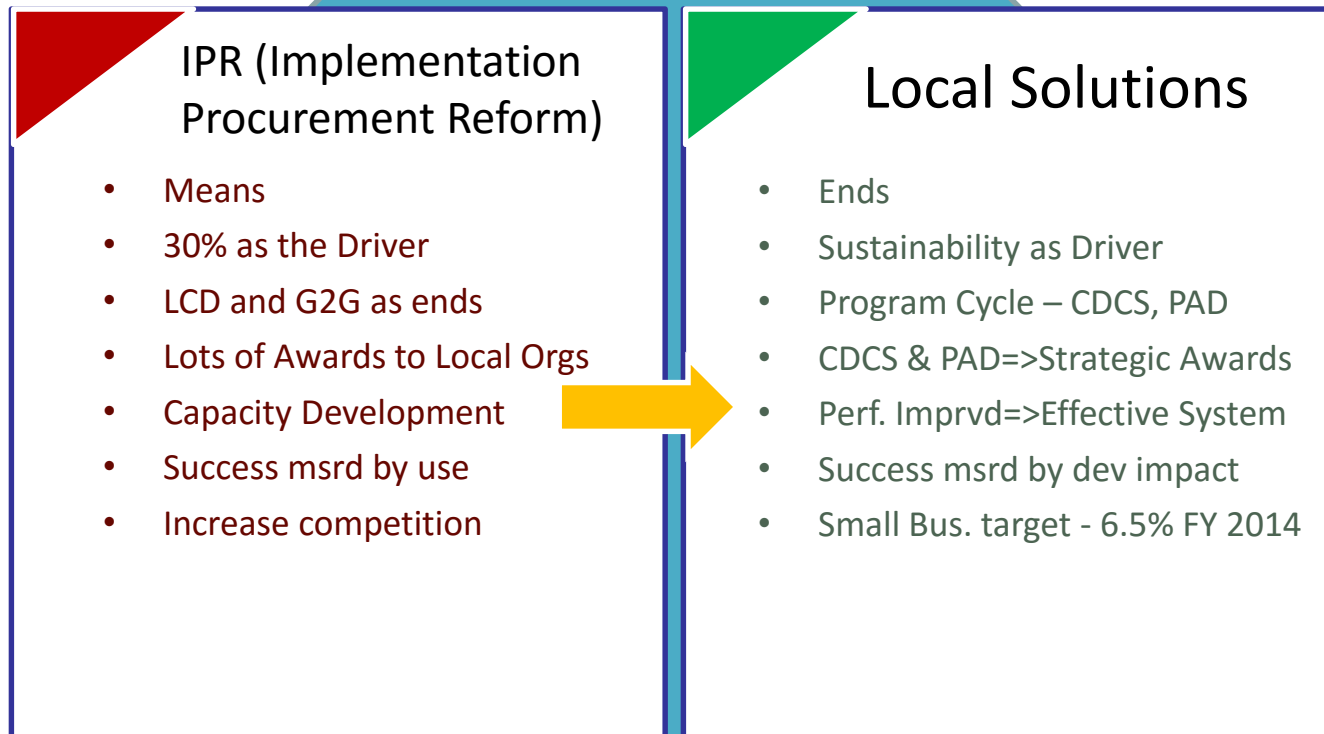 IPR (Implementation
Procurement Reform)
• Means
• 30% as the Driver
• LCD and G2G as ends
• Lots of Awards to Local Orgs
• Capacity Development
• Success msrd by use
• Increase competition
Local Solutions
• Ends
• Sustainability as Driver
• Program Cycle – CDCS, PAD
• CDCS & PAD=>Strategic Awards
• Perf. Imprvd=>Effective System
• Success msrd by dev impact
• Small Bus. target - 6.5% FY 2014